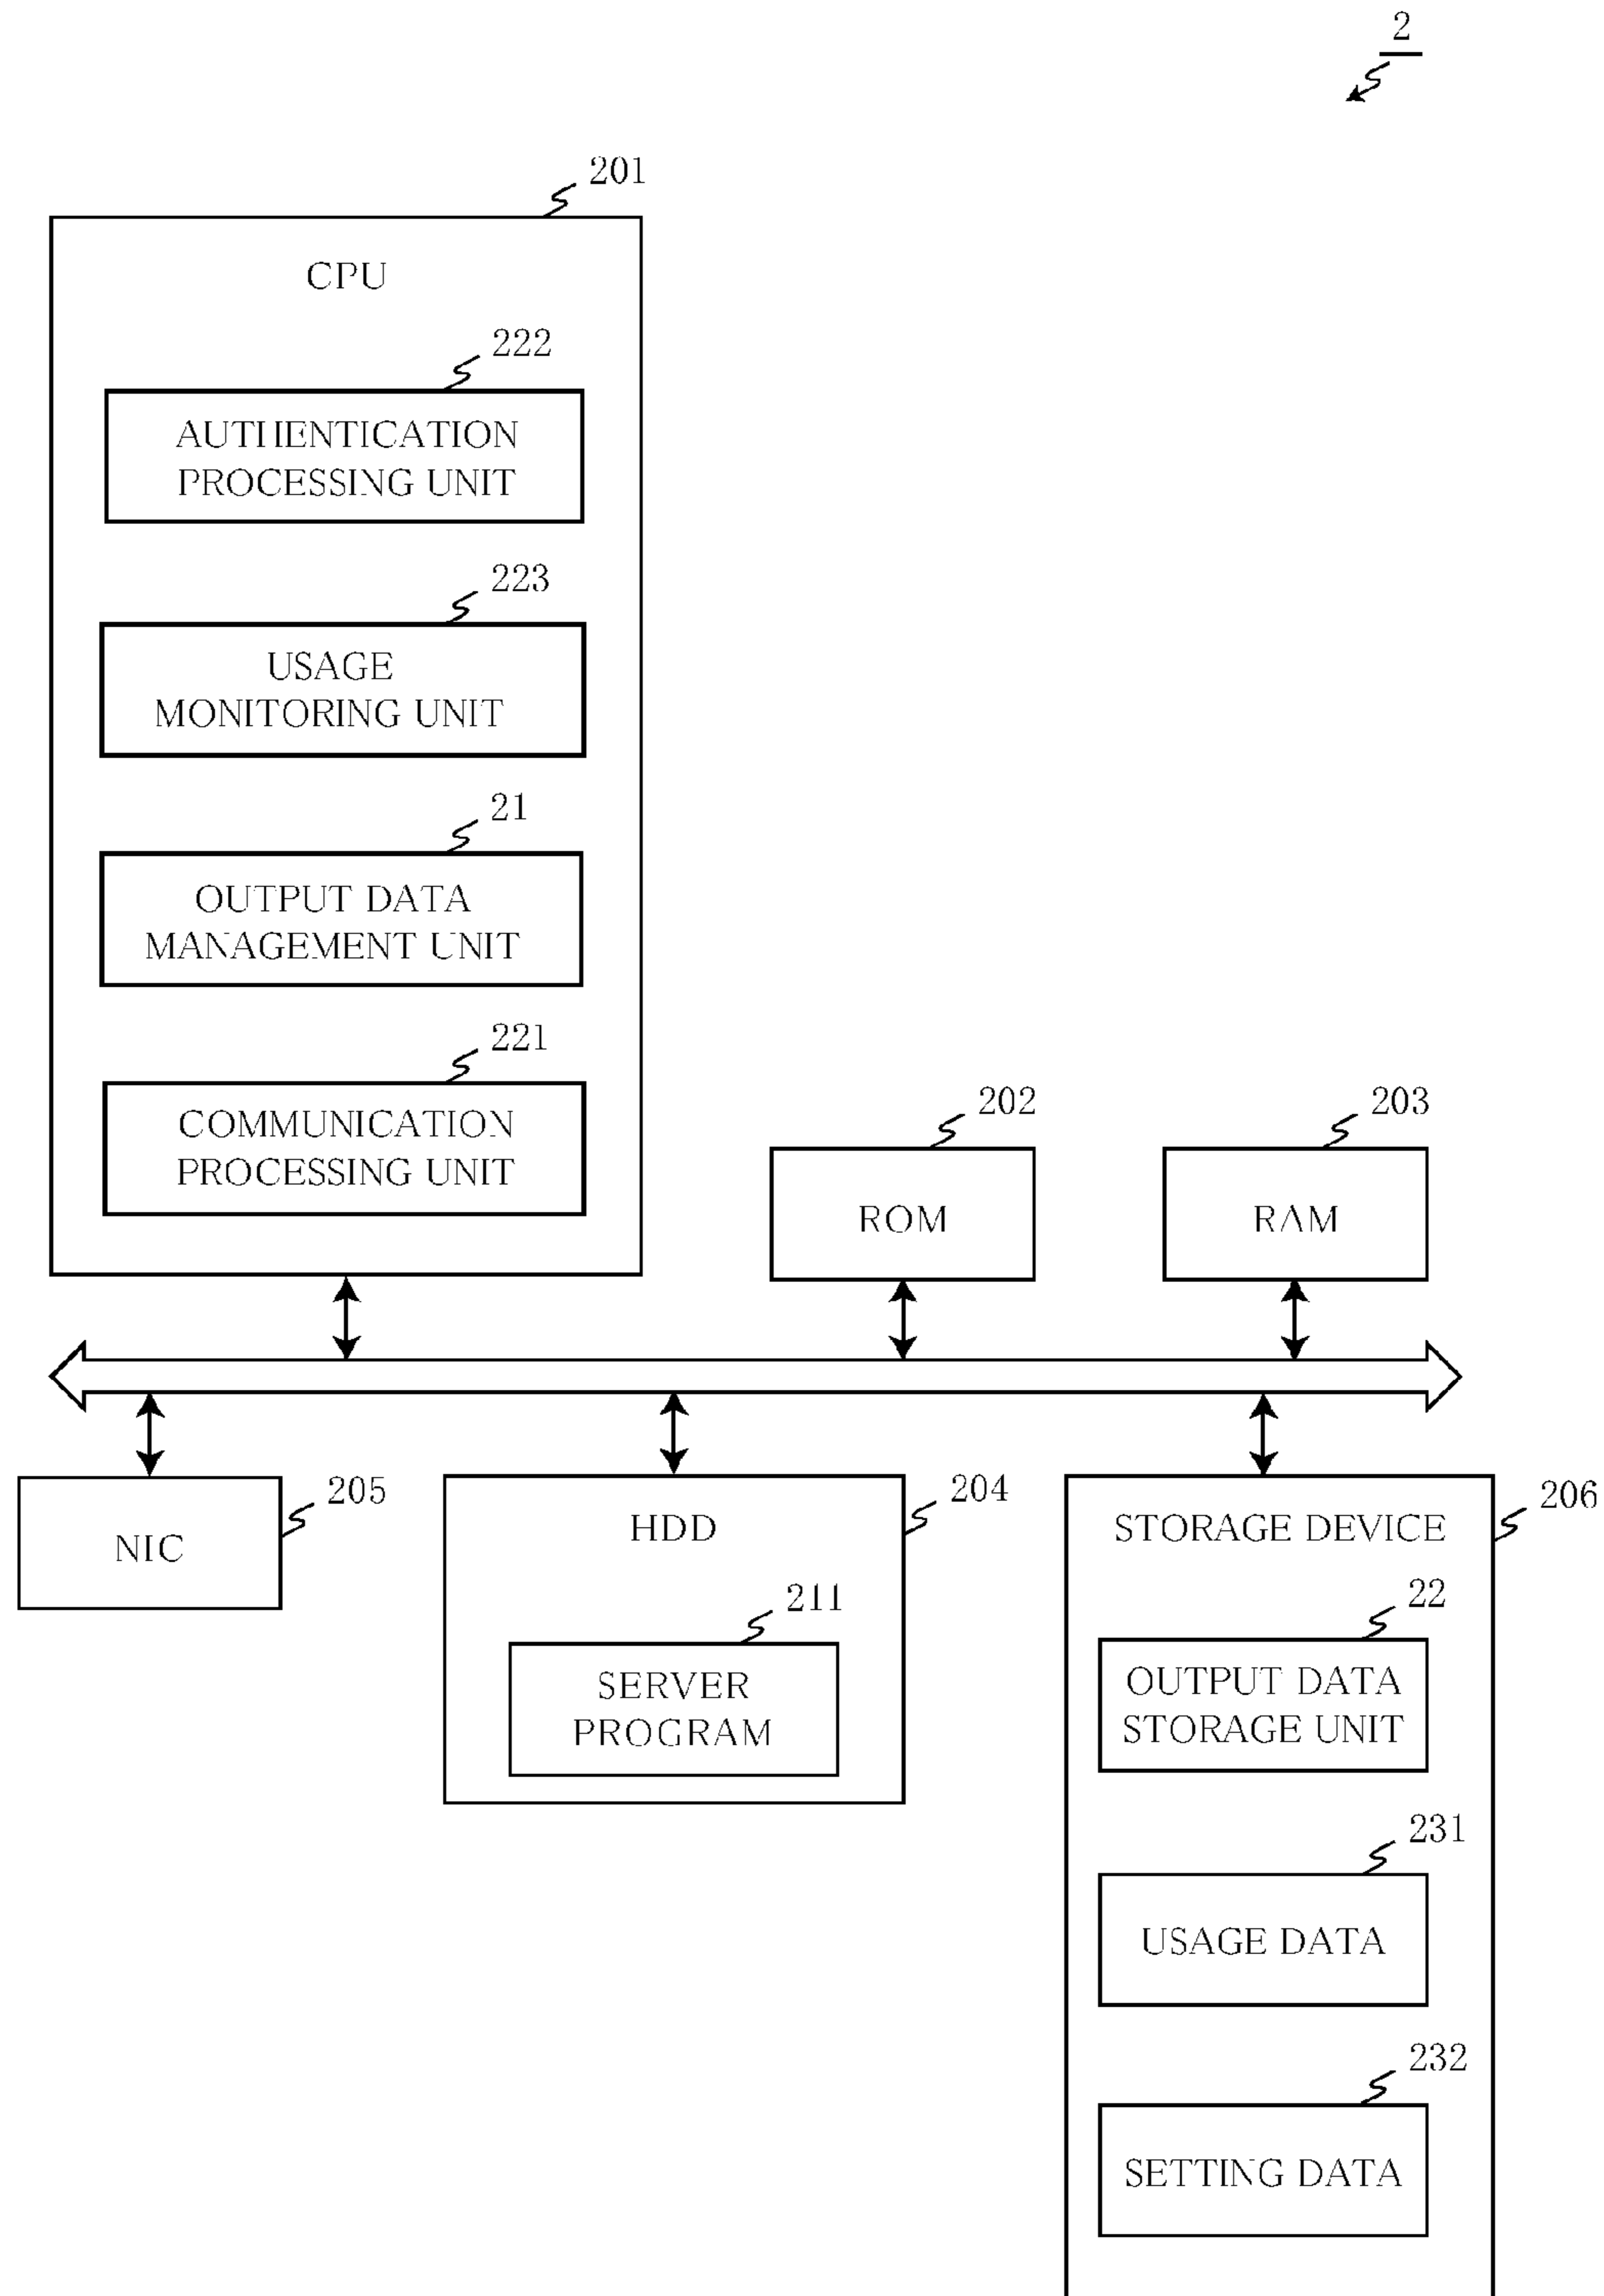 2
201
CPU
222
AUTHENTICATION
PROCESSING UNIT
223
USAGE
MONITORING UNIT
21
OUTPUT DATA
MANAGEMENT UNIT
221
COMMUNICATION
PROCESSING UNIT
202
ROM
203
RAM
205
NIC
204
HDD
211
SERVER
PROGRAM
206
STORAGE DEVICE
22
OUTPUT DATA
STORAGE UNIT
231
USAGE DATA
232
SETTING DATA